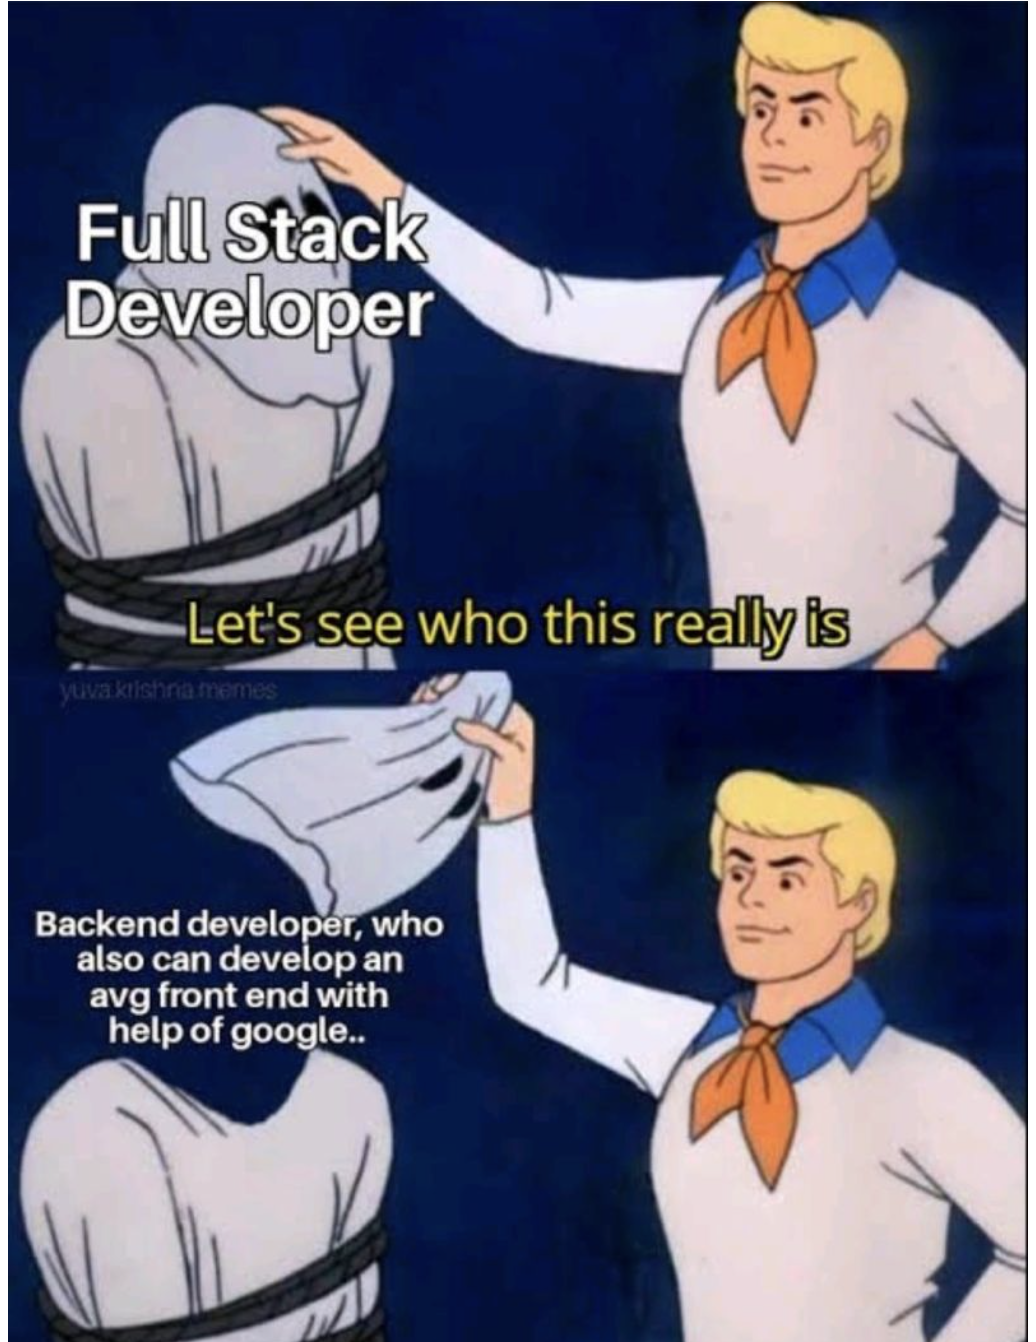 Full Stack
Developer
Let's see who this really is
yuva.krishna.memes
Backend developer, who
also can develop an
avg front end with
help of google..